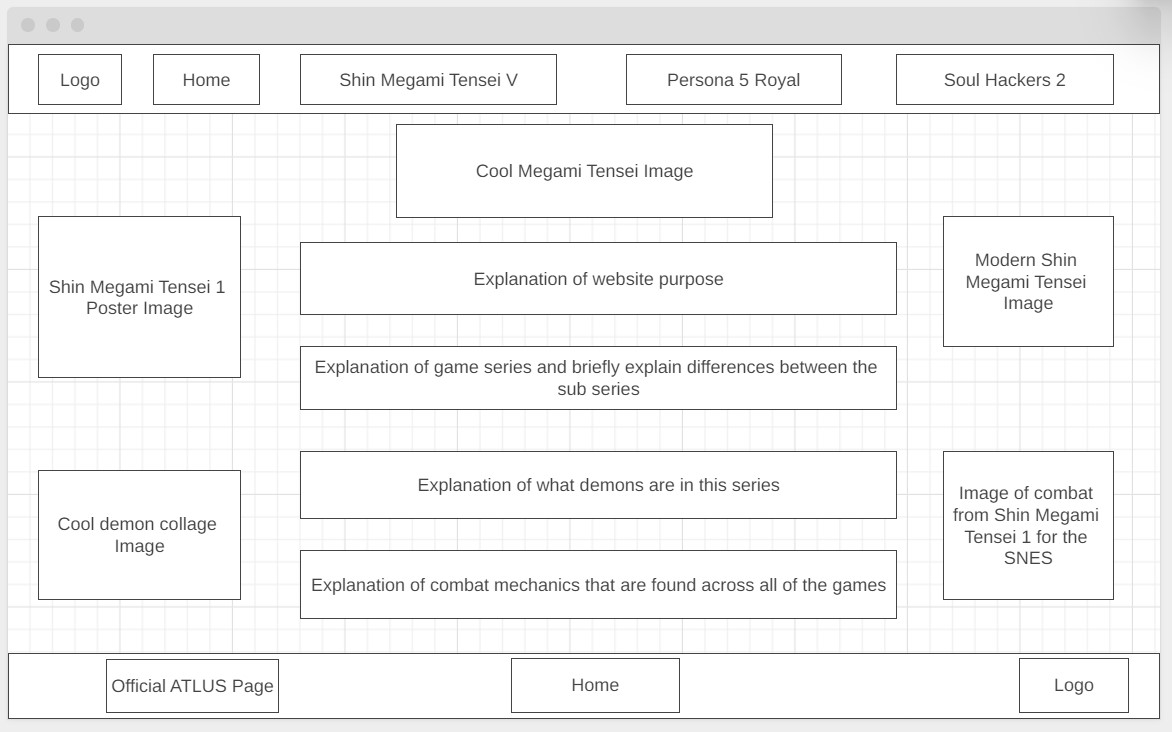 Logo
Home
Shin Megami Tensei V
Persona 5 Royal
Soul Hackers 2
Cool Megami Tensei Image
Shin Megami Tensei 1
Poster Image
Explanation of website purpose
Modern Shin
Megami Tensei
Image
Explanation of game series and briefly explain differences between the
sub series
Cool demon collage
Image
Explanation of what demons are in this series
Image of combat
from Shin Megami
Tensei 1 for the
SNES
Explanation of combat mechanics that are found across all of the games
Official ATLUS Page
Home
Logo